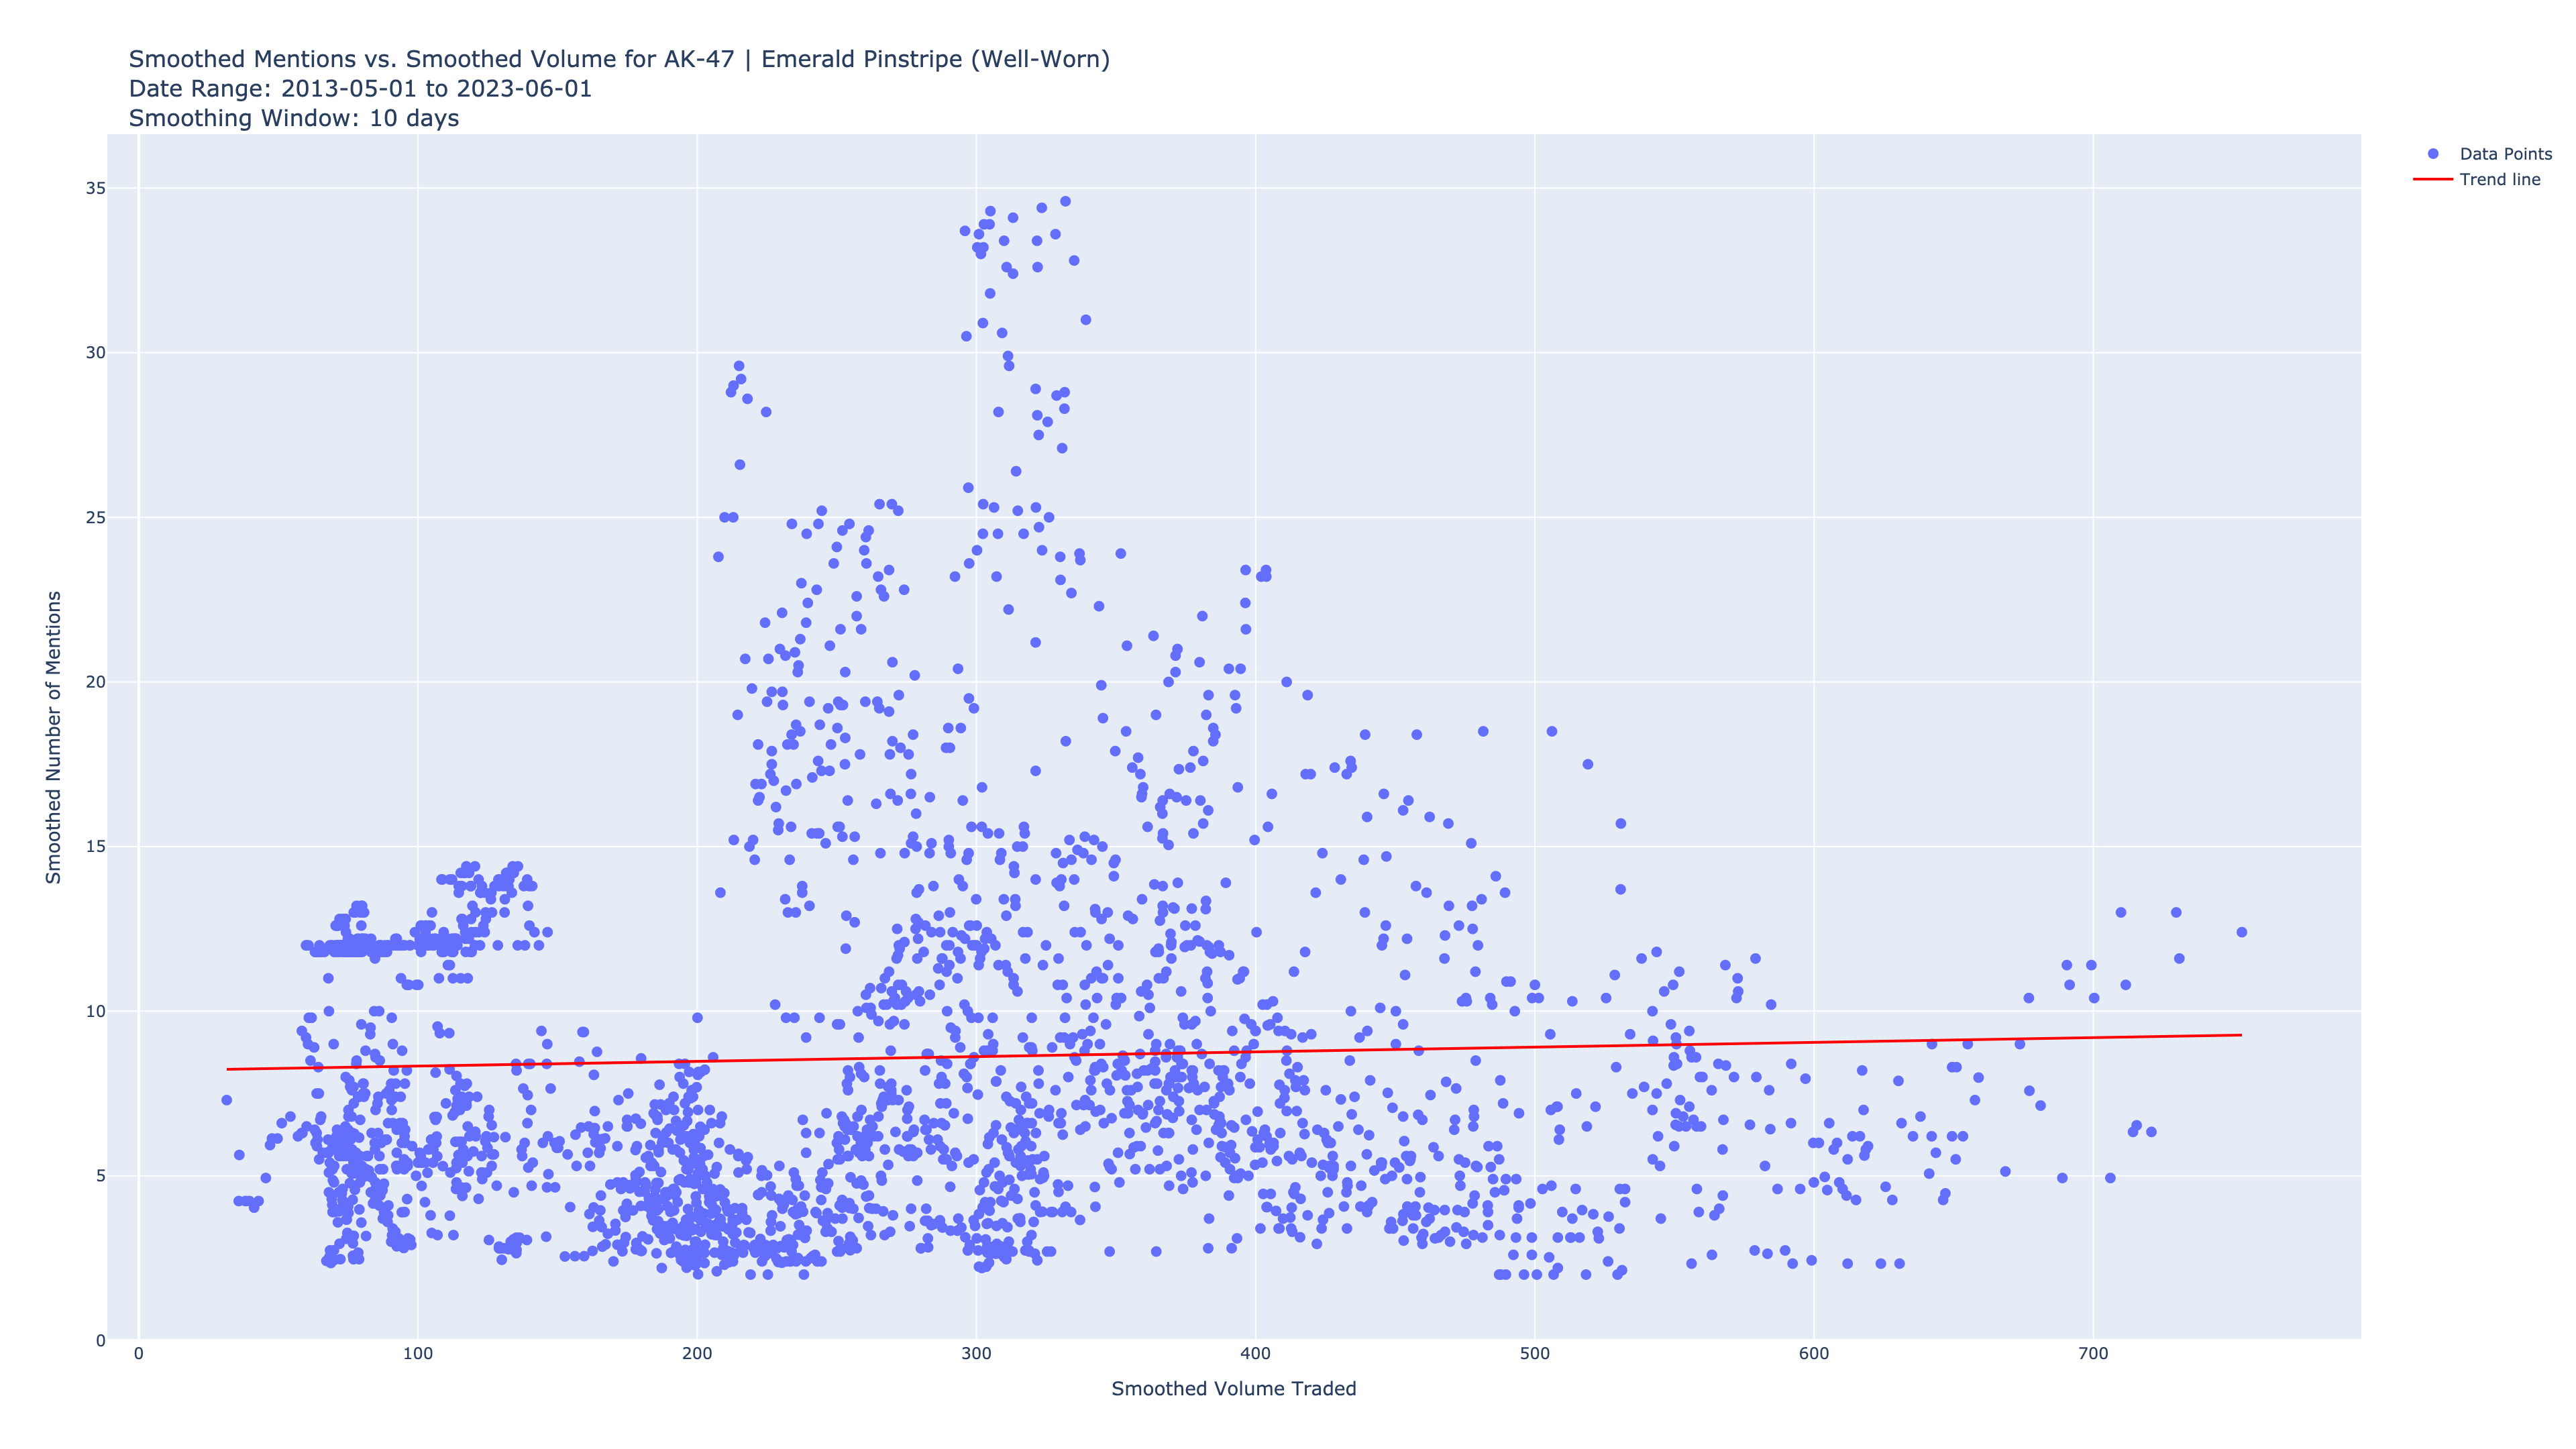 Smoothed Mentions vs. Smoothed Volume for AK-47 | Emerald Pinstripe (Well-Worn)
Date Range: 2013-05-01 to 2023-06-01
Smoothing Window: 10 days
Data Points
Trend line
35
30
25
20
15
10
5
0
Smoothed Number of Mentions
0 100 200 300 400 500 600 700
Smoothed Volume Traded